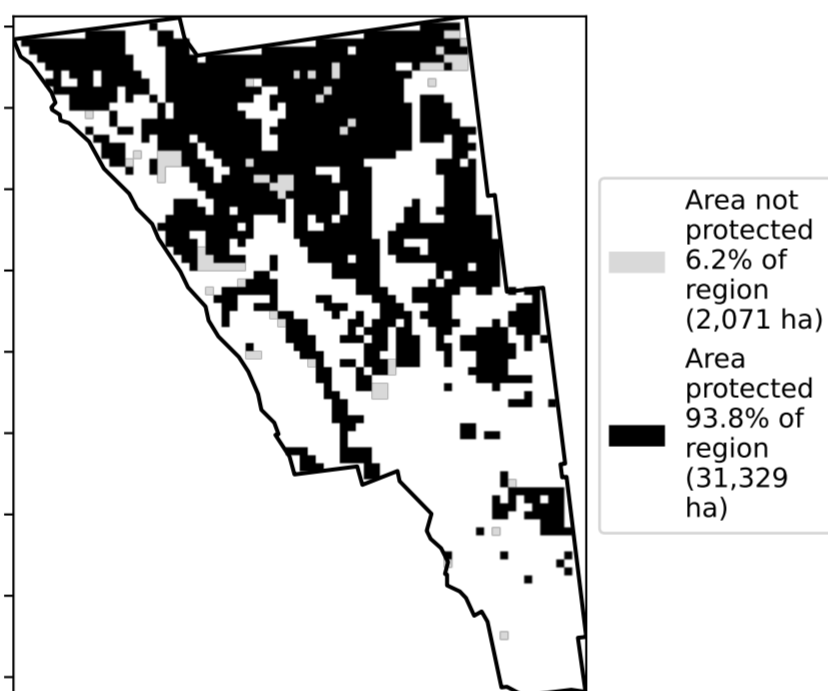 Area not
protected
6.2% of
region
(2,071 ha)
Area
protected
93.8% of
region
(31,329
ha)